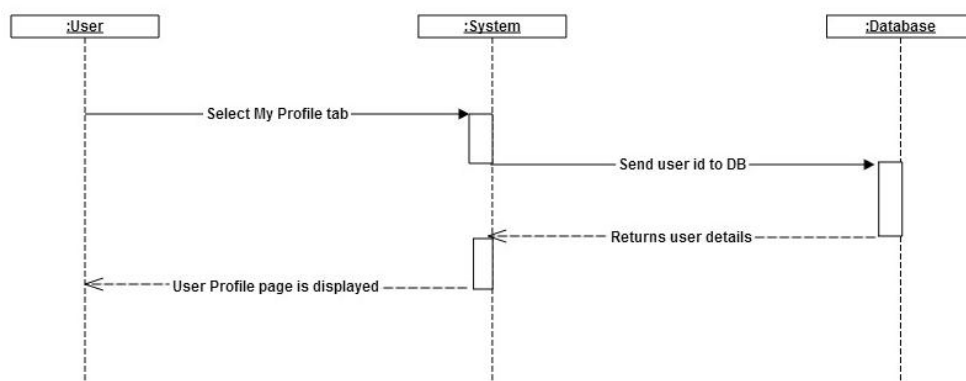 :User
:System
:Database
Select My Profile tab
Send user id to DB
Returns user details
User Profile page is displayed